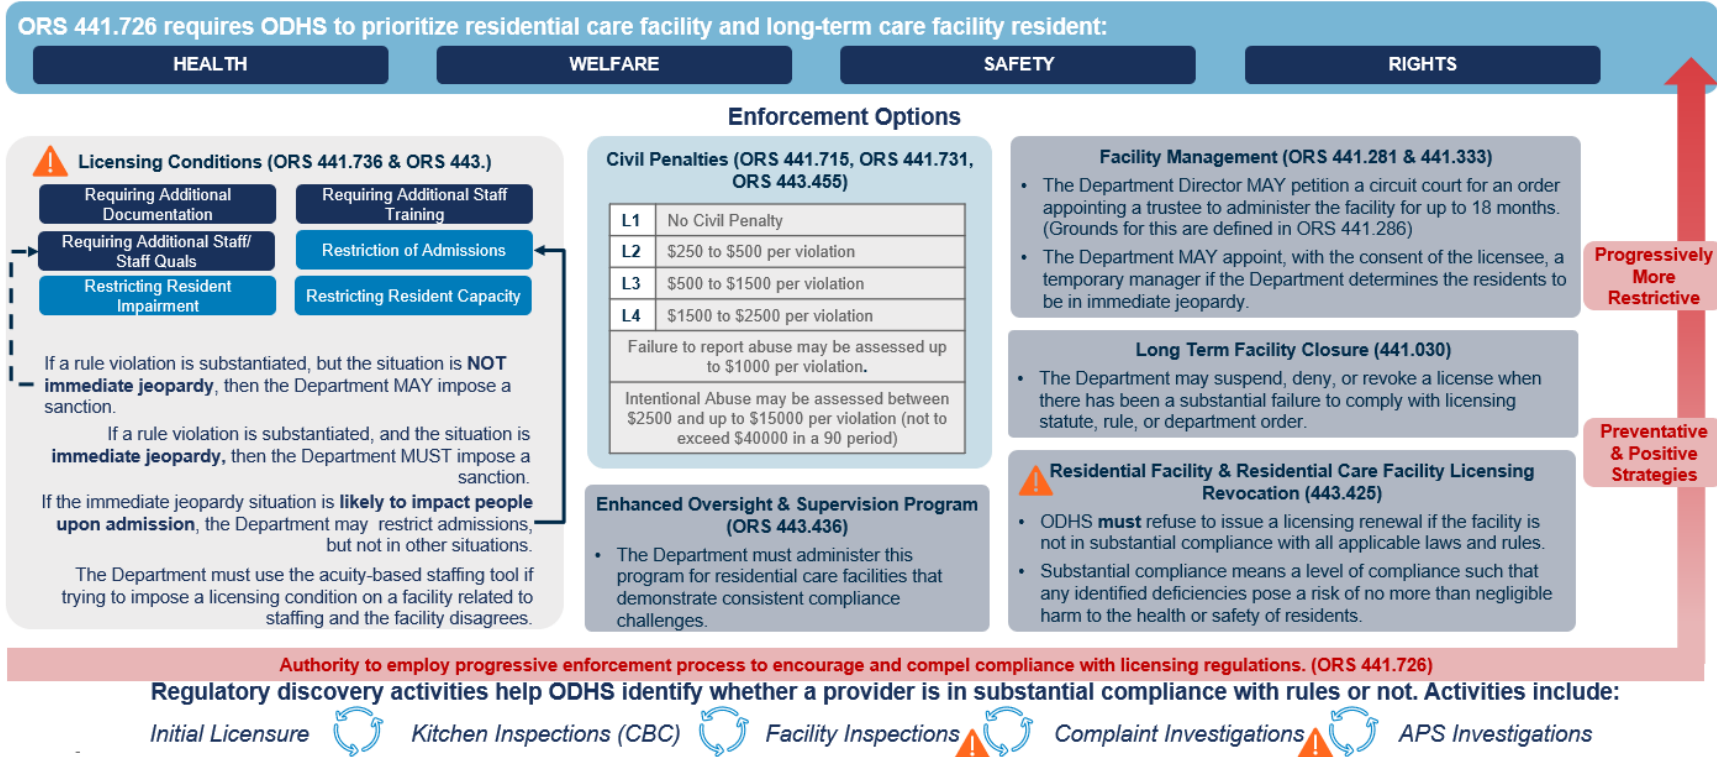 ORS 441.726 requires ODHS to prioritize residential care facility and long-term care facility resident:
HEALTH
WELFARE
SAFETY
RIGHTS
Enforcement Options
Licensing Conditions (ORS 441.736 & ORS 443.)
Requiring Additional
Documentation
Requiring Additional Staff
Training
Requiring Additional Staff/
Staff Quals
Restriction of Admissions
Restricting Resident
Impairment
Restricting Resident Capacity
If a rule violation is substantiated, but the situation is NOT
immediate jeopardy, then the Department MAY impose a
sanction.
If a rule violation is substantiated, and the situation is
immediate jeopardy, then the Department MUST impose a
sanction.
If the immediate jeopardy situation is likely to impact people
upon admission, the Department may restrict admissions,
but not in other situations.
The Department must use the acuity-based staffing tool if
trying to impose a licensing condition on a facility related to
staffing and the facility disagrees.
Civil Penalties (ORS 441.715, ORS 441.731,
ORS 443.455)
L1 No Civil Penalty
L2 $250 to $500 per violation
L3 $500 to $1500 per violation
L4 $1500 to $2500 per violation
Failure to report abuse may be assessed up
to $1000 per violation.
Intentional Abuse may be assessed between
$2500 and up to $15000 per violation (not to
exceed $40000 in a 90 period)
Enhanced Oversight & Supervision Program
(ORS 443.436)
• The Department must administer this
program for residential care facilities that
demonstrate consistent compliance
challenges.
Facility Management (ORS 441.281 & 441.333)
• The Department Director MAY petition a circuit court for an order
appointing a trustee to administer the facility for up to 18 months.
(Grounds for this are defined in ORS 441.286)
• The Department MAY appoint, with the consent of the licensee, a
temporary manager if the Department determines the residents to
be in immediate jeopardy.
Long Term Facility Closure (441.030)
• The Department may suspend, deny, or revoke a license when
there has been a substantial failure to comply with licensing
statute, rule, or department order.
Residential Facility & Residential Care Facility Licensing
Revocation (443.425)
• ODHS must refuse to issue a licensing renewal if the facility is
not in substantial compliance with all applicable laws and rules.
• Substantial compliance means a level of compliance such that
any identified deficiencies pose a risk of no more than negligible
harm to the health or safety of residents.
Progressively
More
Restrictive
Preventative
& Positive
Strategies
Authority to employ progressive enforcement process to encourage and compel compliance with licensing regulations. (ORS 441.726)
Regulatory discovery activities help ODHS identify whether a provider is in substantial compliance with rules or not. Activities include:
Initial Licensure
Kitchen Inspections (CBC)
Facility Inspections
Complaint Investigations
APS Investigations